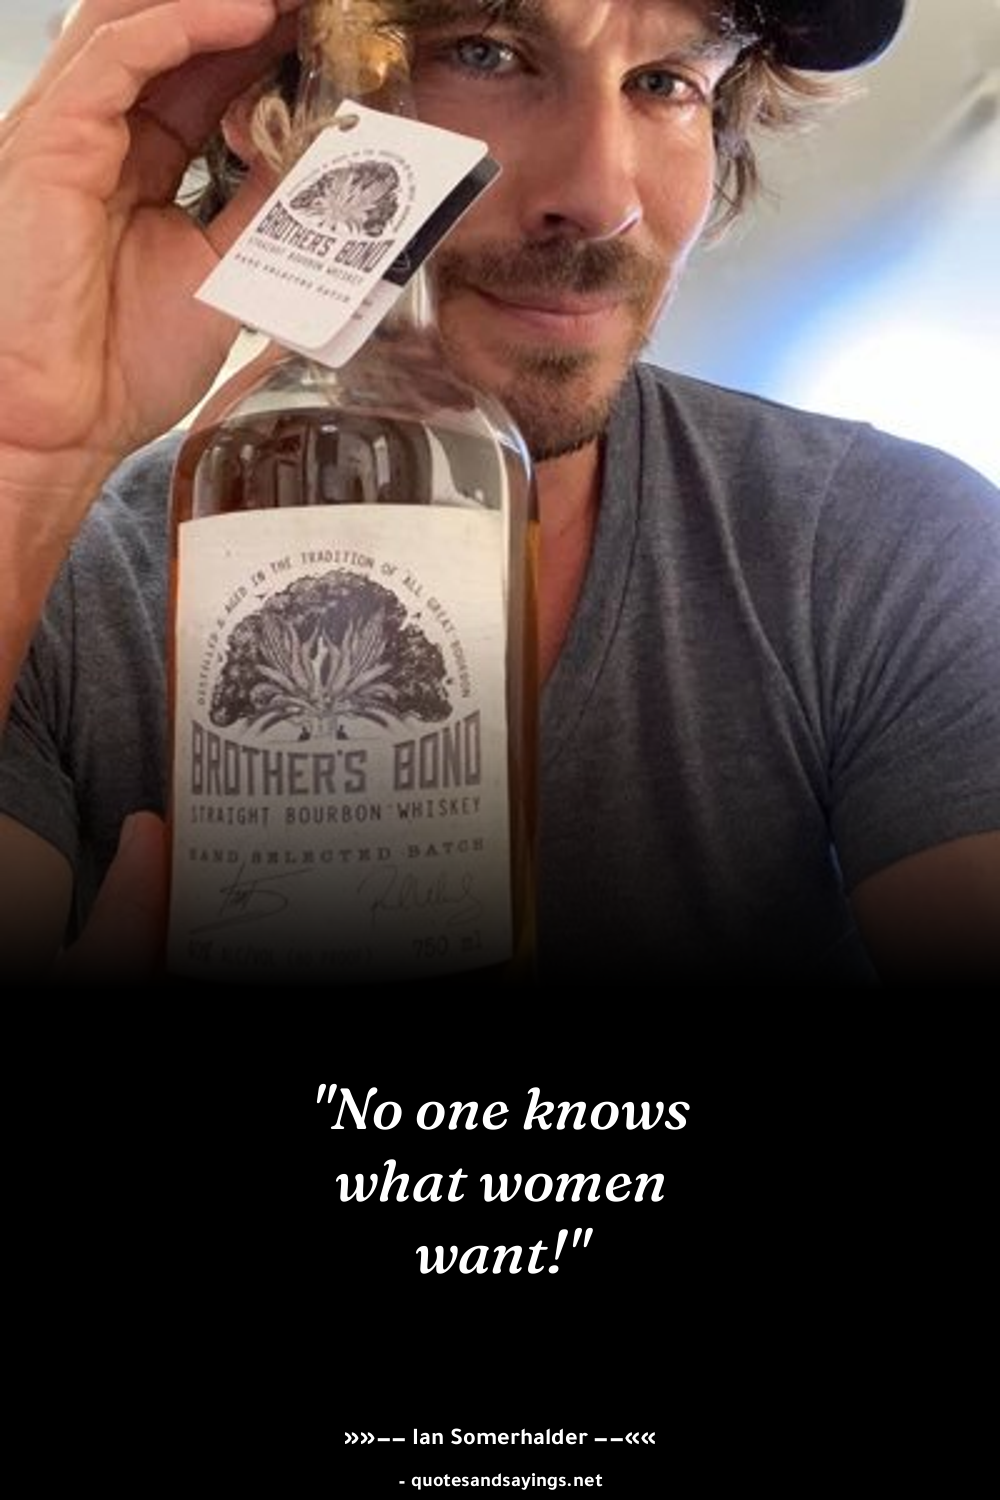 BROTHER'S BOND
STRAIGHT BOURBON WHISKEY
HAND SELECTED BATCH
DISTILLED & AGED IN THE TRADITION OF ALL GREAT BOURBON
BROTHER'S BOND
STRAIGHT BOURBON WHISKEY
HAND SELECTED BATCH
750 ml
"No one knows
what women
want!"
»»–– Ian Somerhalder ––««
- quotesandsayings.net